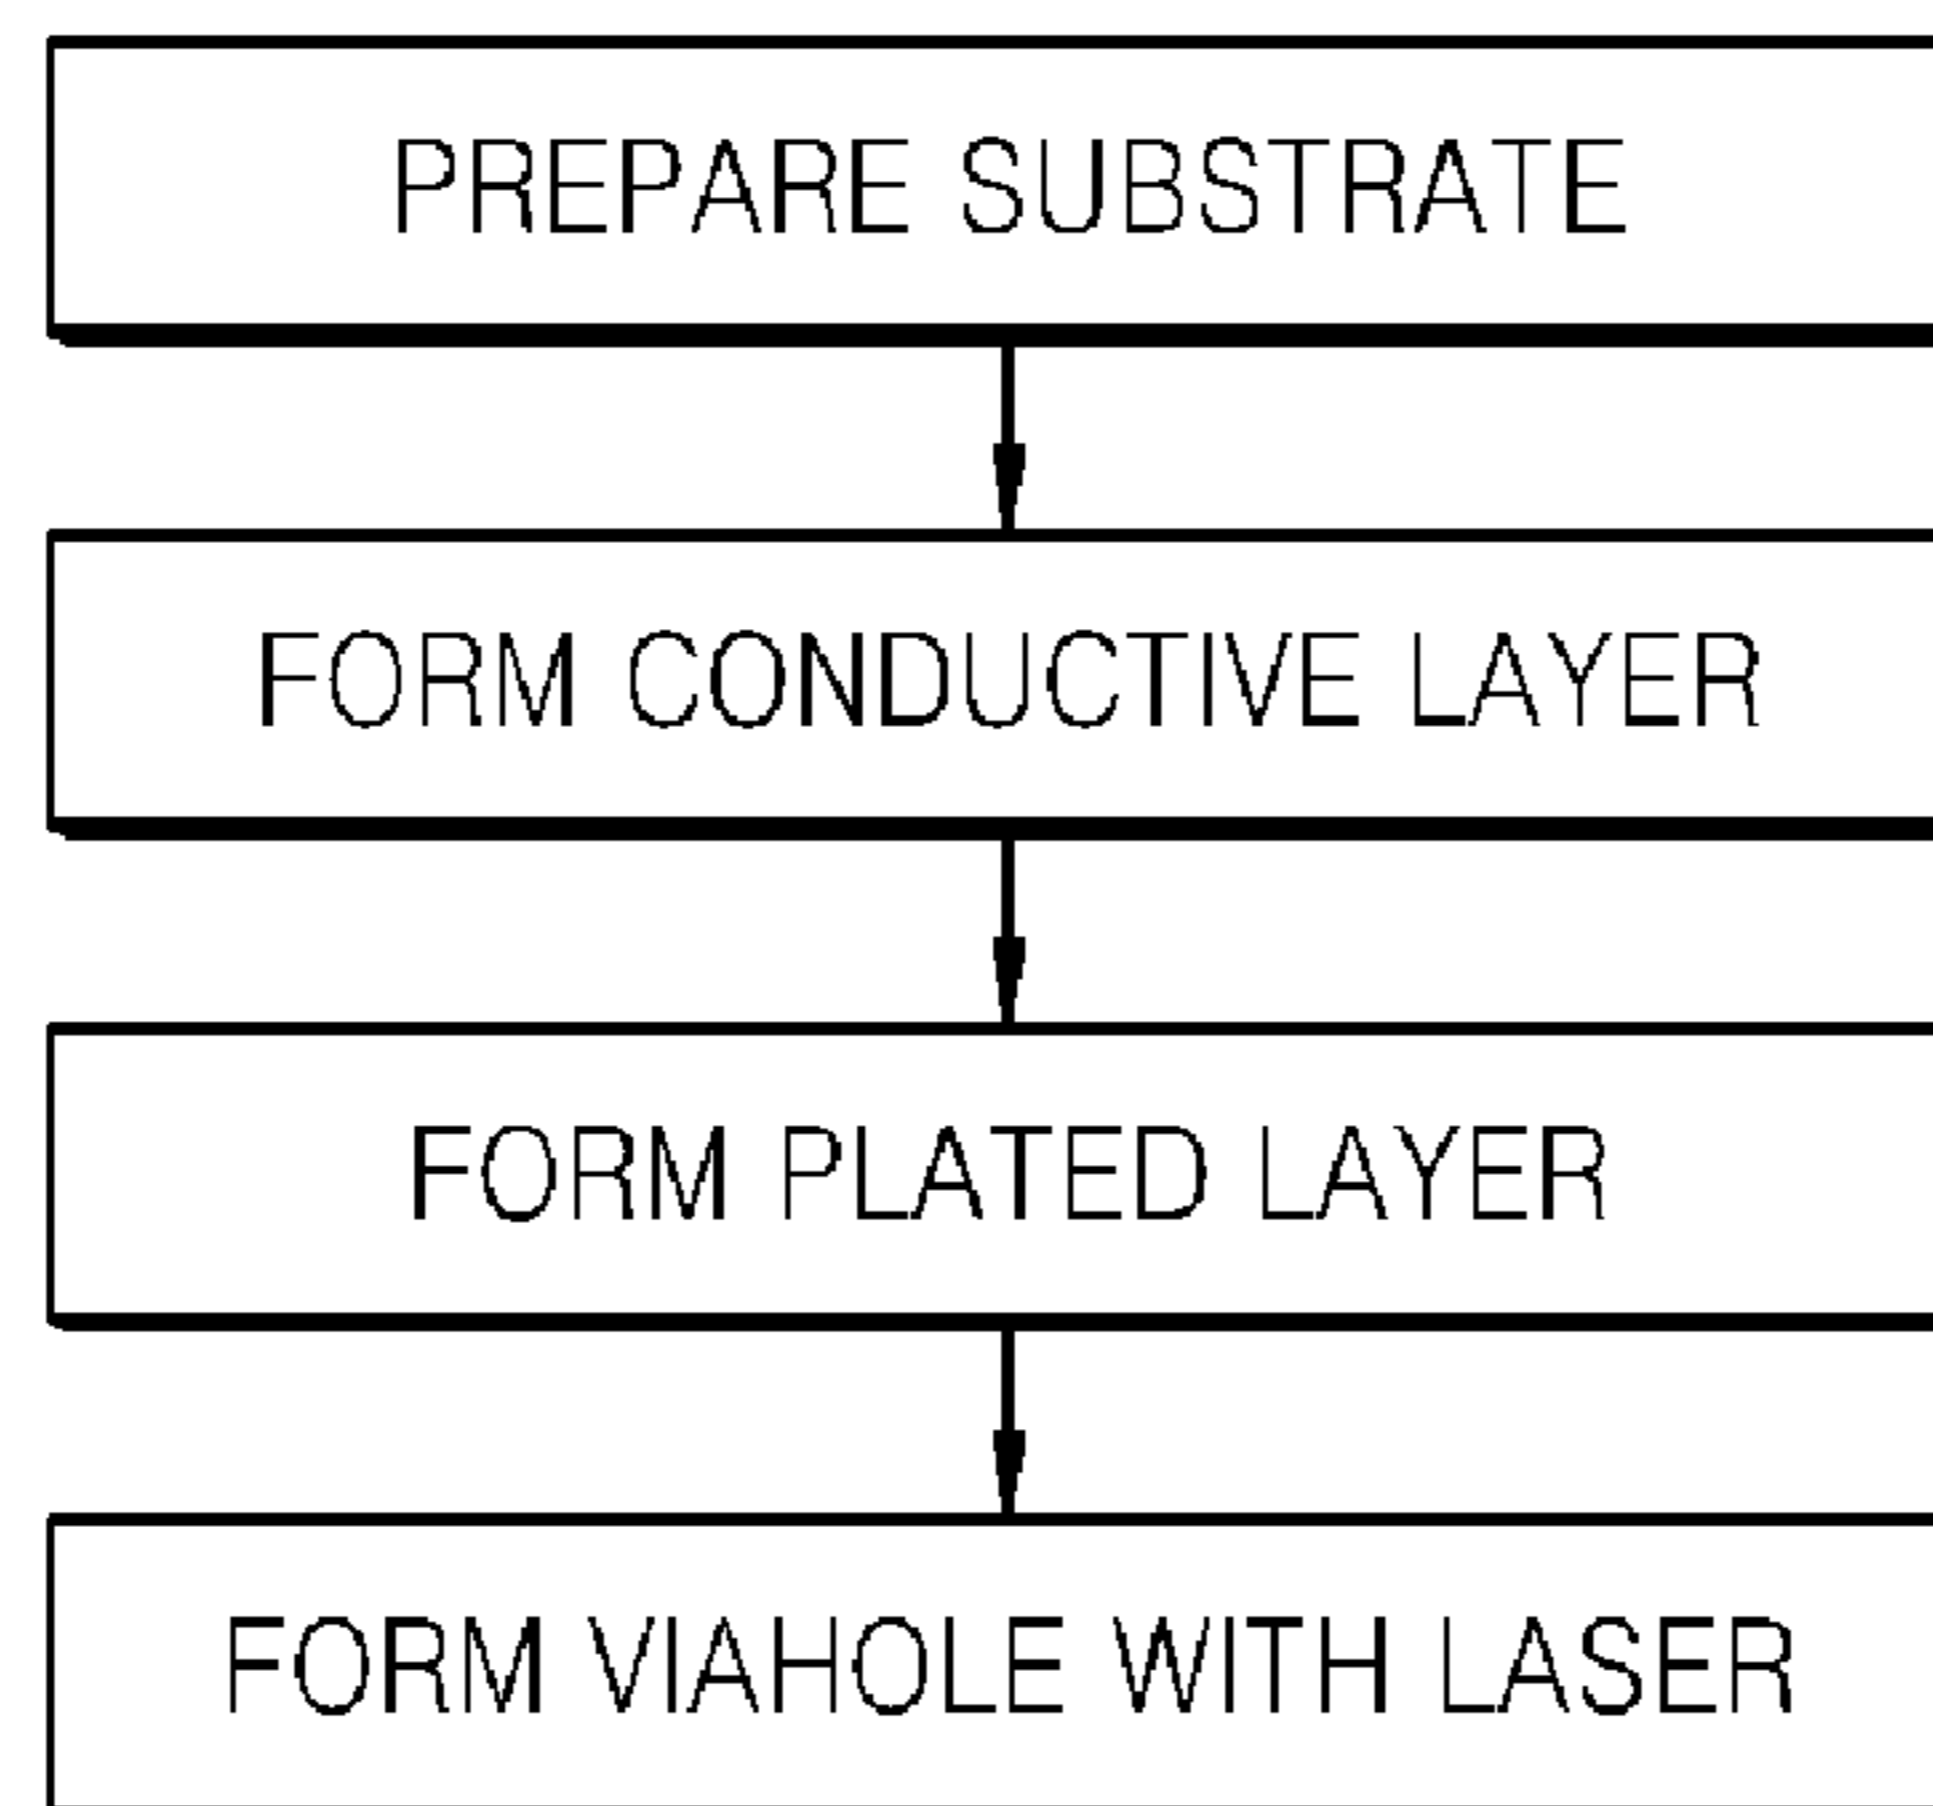 PREPARE SUBSTRATE
FORM CONDUCTIVE LAYER
FORM PLATED LAYER
FORM VIAHOLE WITH LASER